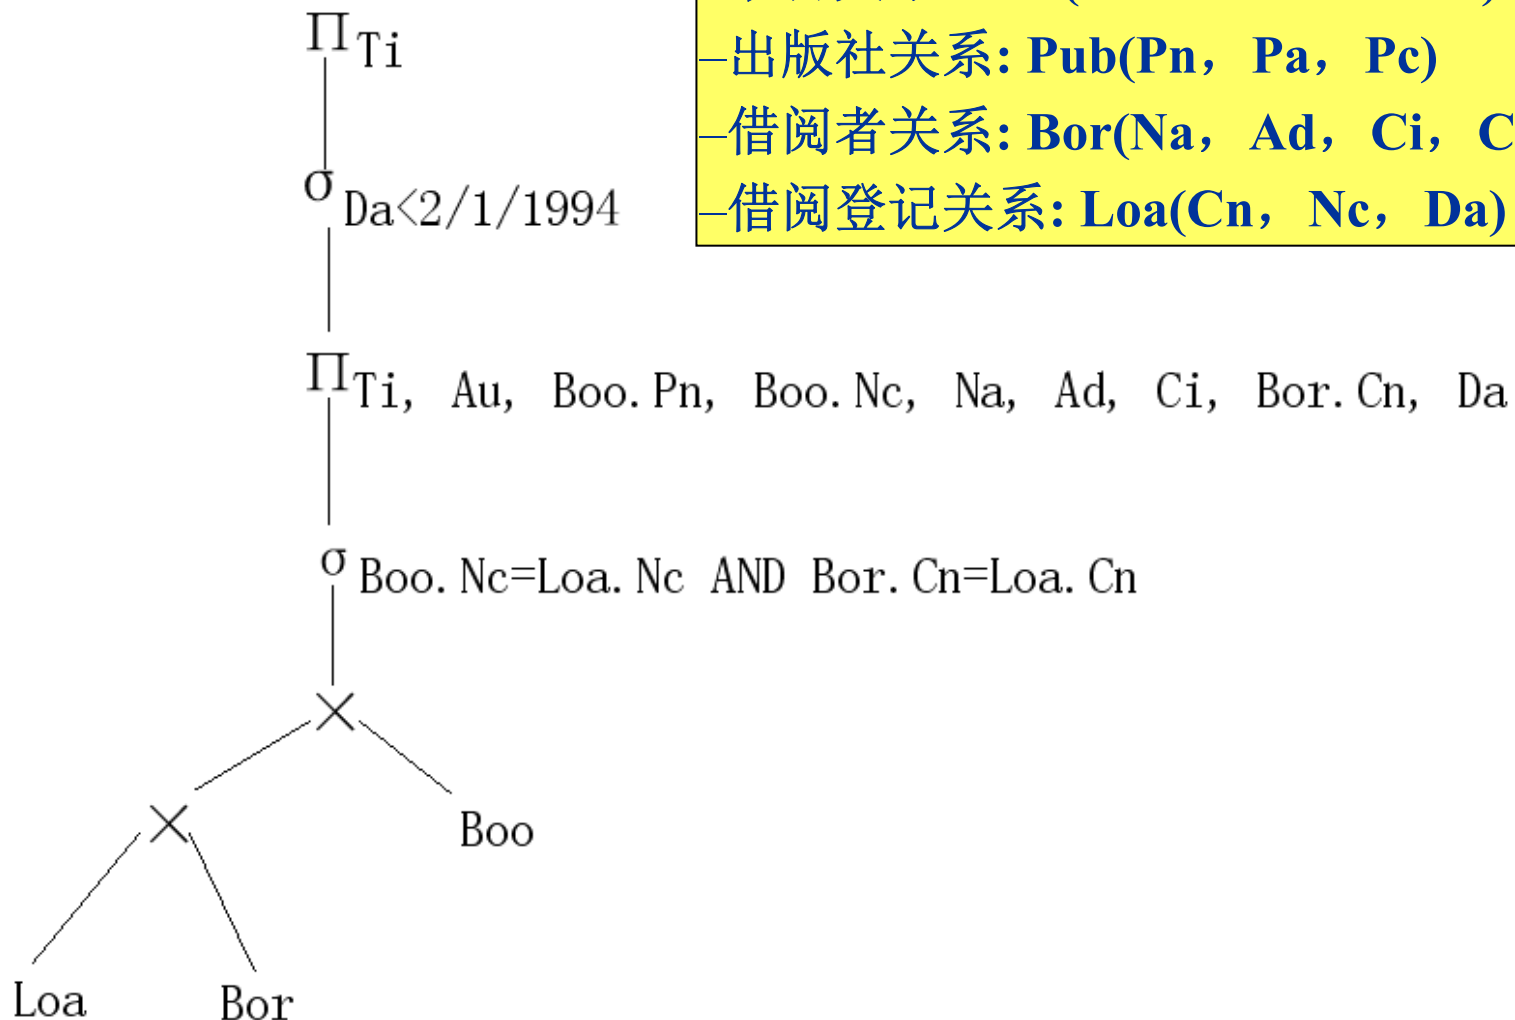 ∏Ti
–出版社关系: Pub(Pn, Pa, Pc)
–借阅者关系: Bor(Na, Ad, Ci, C
σDa<2/1/1994
–借阅登记关系: Loa(Cn, Nc, Da)
∏Ti, Au, Boo.Pn, Boo.Nc, Na, Ad, Ci, Bor.Cn, Da
σBoo.Nc=Loa.Nc AND Bor.Cn=Loa.Cn
×
×
Boo
Loa Bor